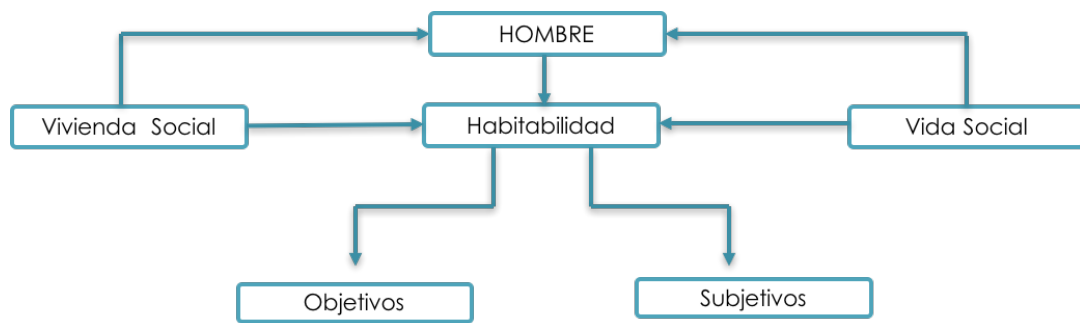 HOMBRE
Vivienda Social
Habitabilidad
Vida Social
Objetivos
Subjetivos